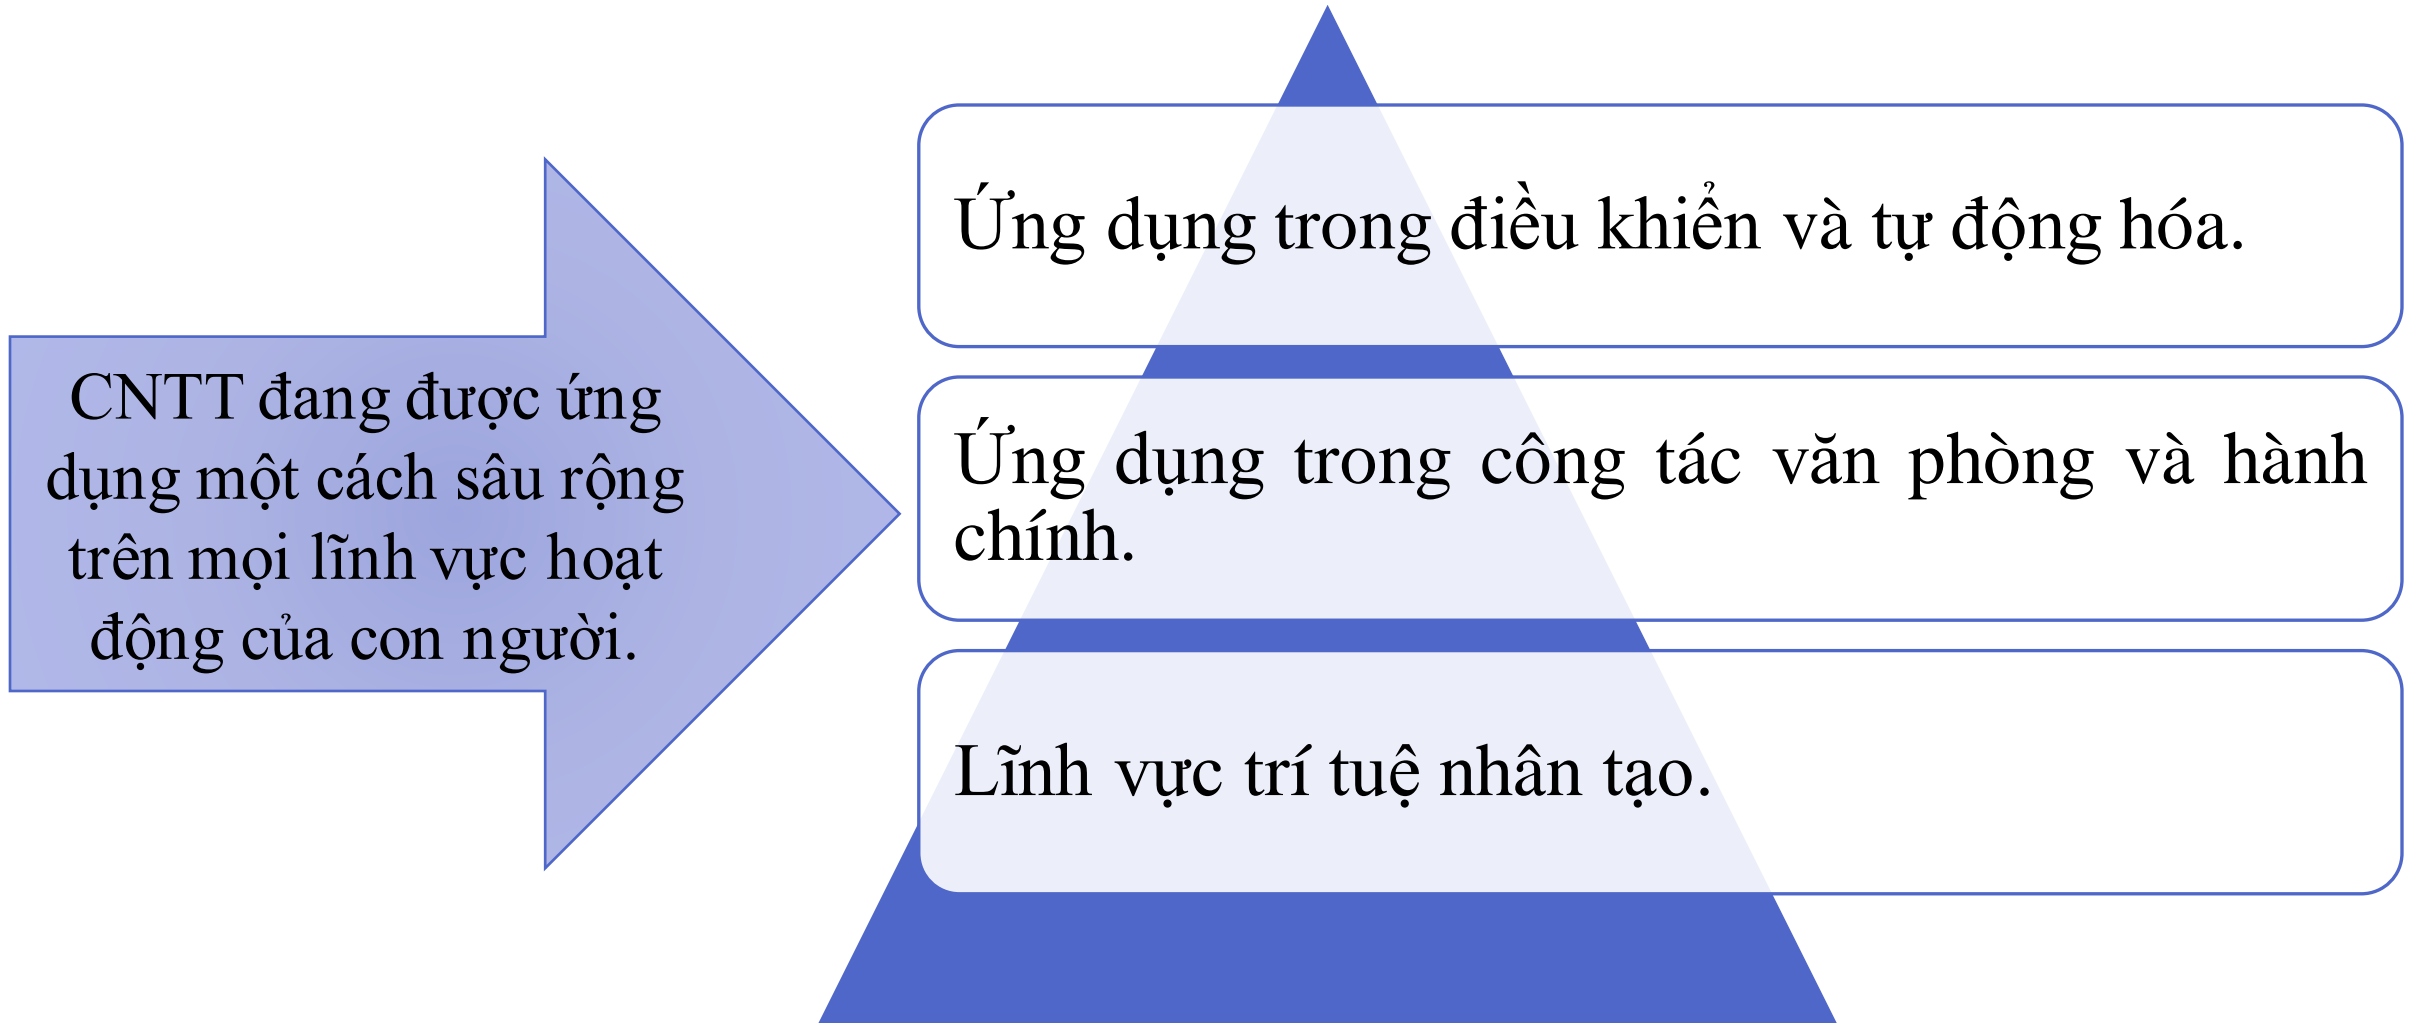 CNTT đang được ứng
dụng một cách sâu rộng
trên mọi lĩnh vực hoạt
động của con người.
Ứng dụng trong điều khiển và tự động hóa.
Ứng dụng trong công tác văn phòng và hành
chính.
Lĩnh vực trí tuệ nhân tạo.